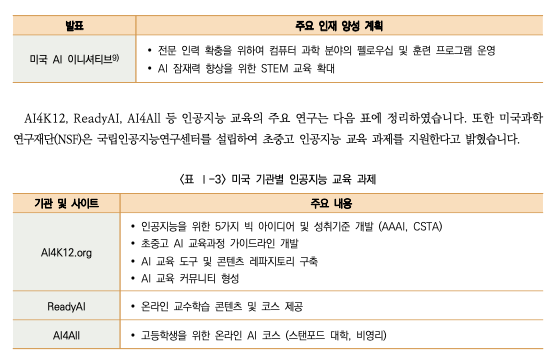 발표 주요 인재 양성 계획
미국 AI 이니셔티브9)
• 전문 인력 확충을 위하여 컴퓨터 과학 분야의 펠로우십 및 훈련 프로그램 운영
• AI 잠재력 향상을 위한 STEM 교육 확대
AI4K12, ReadyAI, AI4All 등 인공지능 교육의 주요 연구는 다음 표에 정리하였습니다. 또한 미국과학
연구재단(NSF)은 국립인공지능연구센터를 설립하여 초중고 인공지능 교육 과제를 지원한다고 밝혔습니다.
〈표 Ⅰ-3〉 미국 기관별 인공지능 교육 과제
기관 및 사이트 주요 내용
AI4K12.org
• 인공지능을 위한 5가지 빅 아이디어 및 성취기준 개발 (AAAI, CSTA)
• 초중고 AI 교육과정 가이드라인 개발
• AI 교육 도구 및 콘텐츠 레파지토리 구축
• AI 교육 커뮤니티 형성
ReadyAI • 온라인 교수학습 콘텐츠 및 코스 제공
AI4All • 고등학생을 위한 온라인 AI 코스 (스탠포드 대학, 비영리)